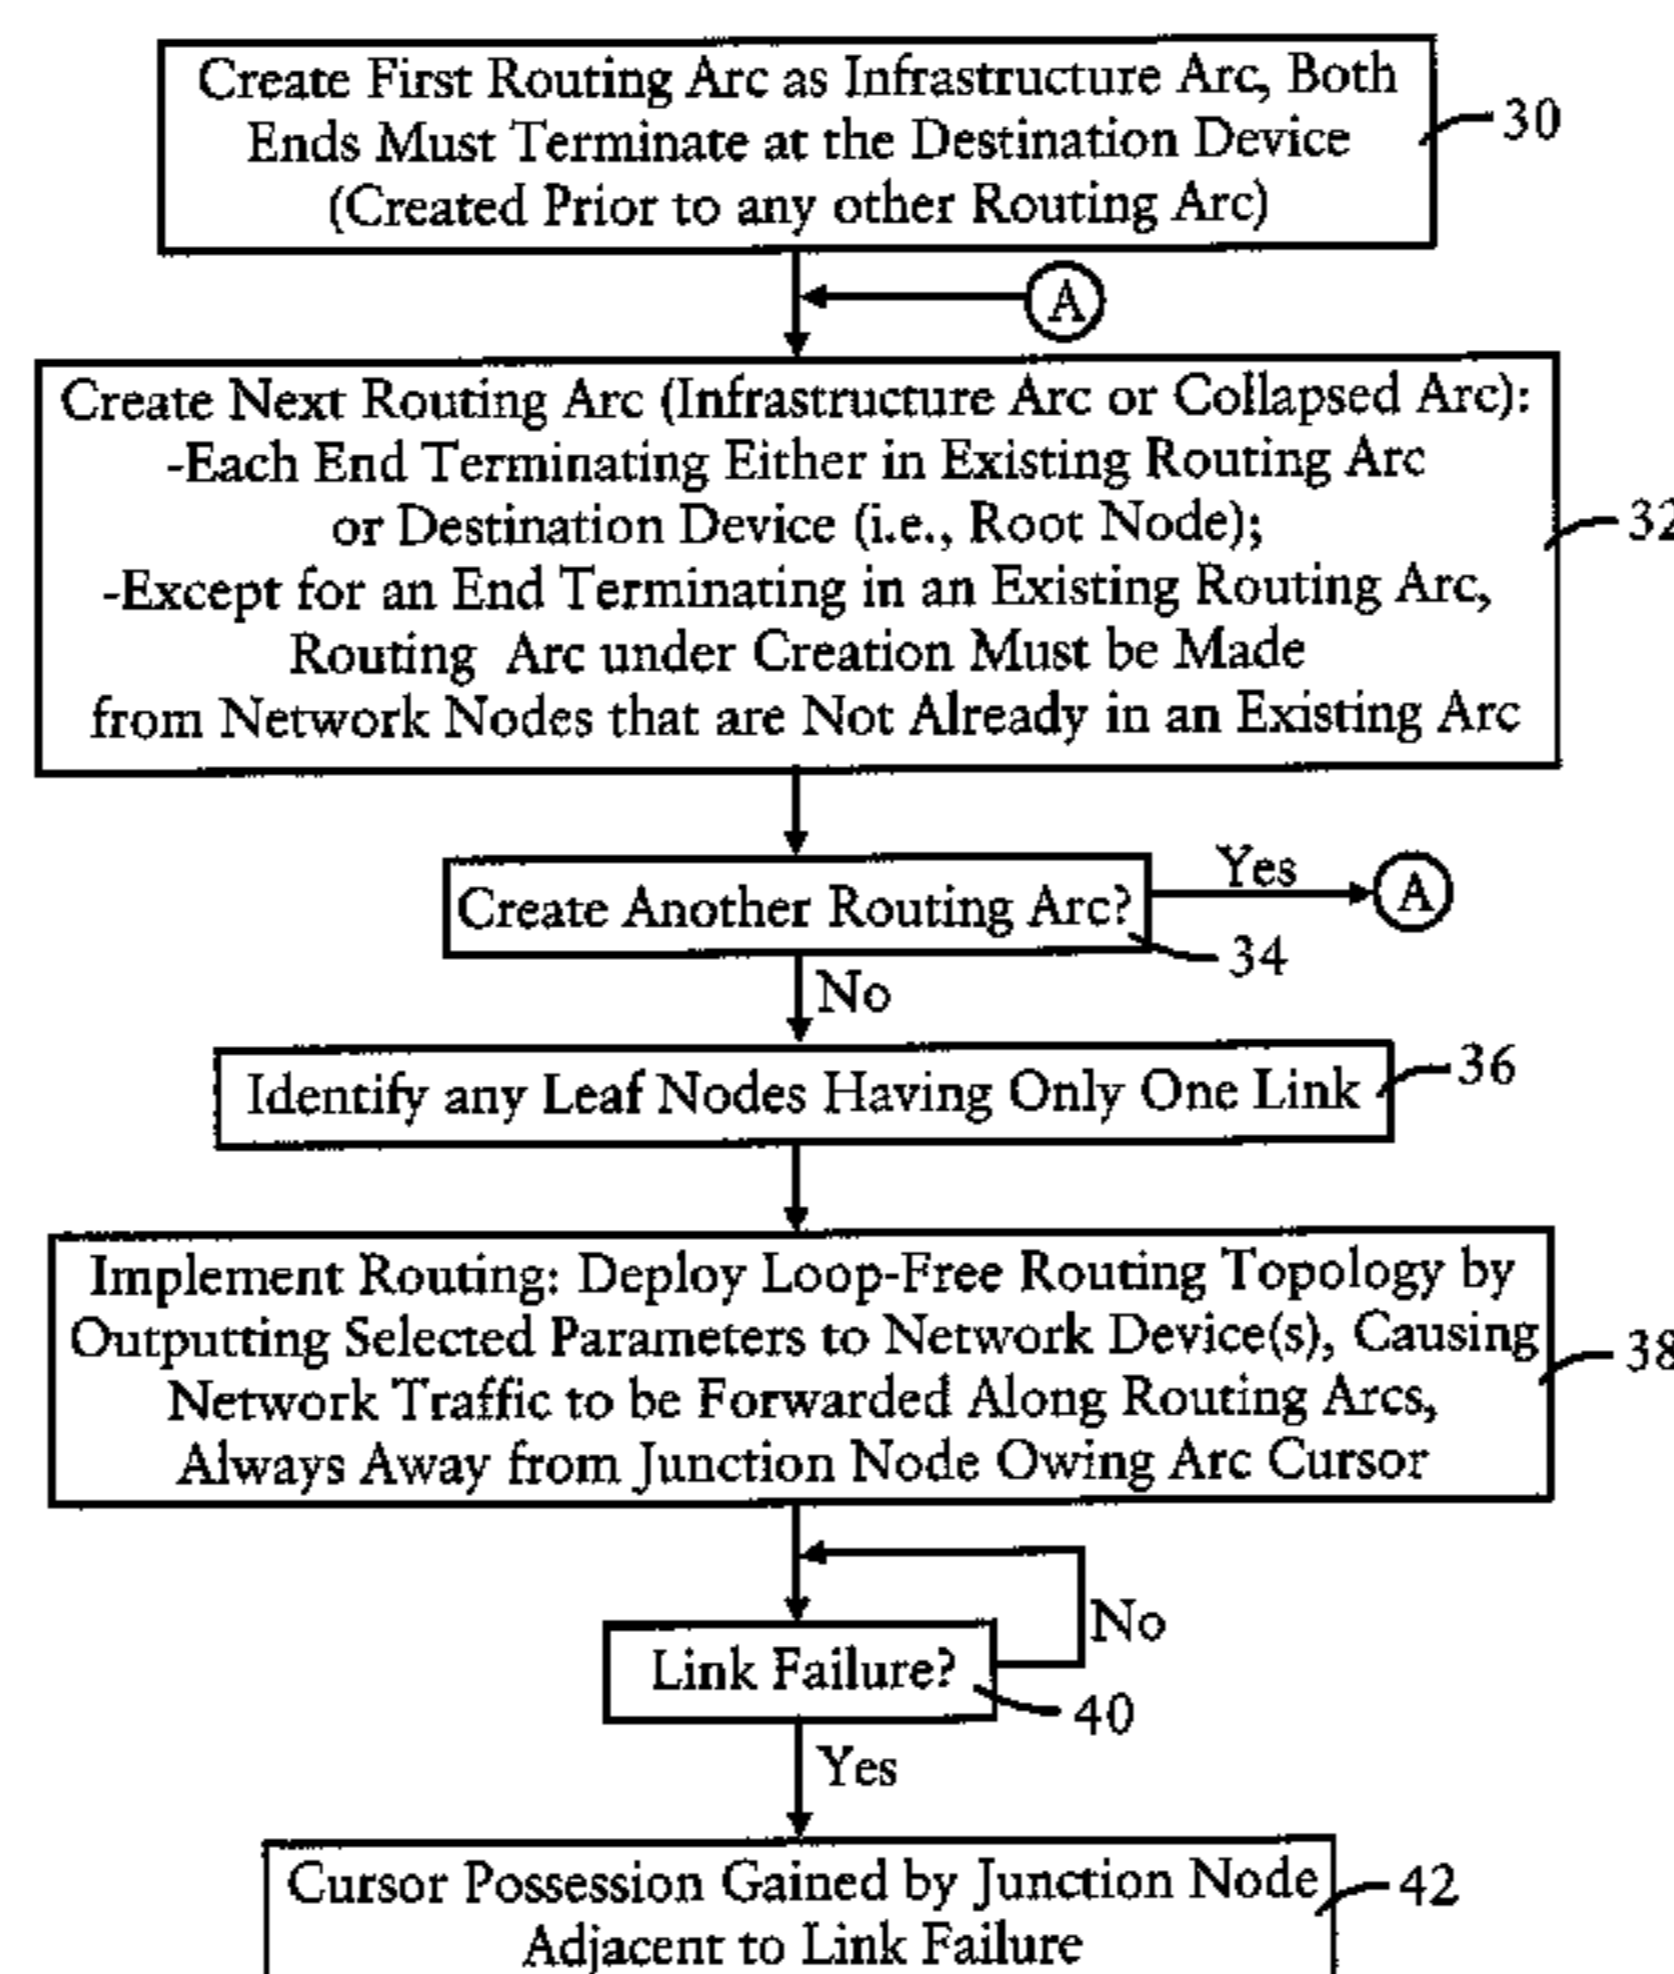 Create First Routing Arc as Infrastructure Arc, Both
Ends Must Terminate at the Destination Device
(Created Prior to any other Routing Arc)
30
A
Create Next Routing Arc (Infrastructure Arc or Collapsed Arc):
-Each End Terminating Either in Existing Routing Arc
or Destination Device (i.e., Root Node);
-Except for an End Terminating in an Existing Routing Arc,
Routing Arc under Creation Must be Made
from Network Nodes that are Not Already in an Existing Arc
32
Create Another Routing Arc?
Yes
A
34
No
Identify any Leaf Nodes Having Only One Link
36
Implement Routing: Deploy Loop-Free Routing Topology by
Outputting Selected Parameters to Network Device(s), Causing
Network Traffic to be Forwarded Along Routing Arcs,
Always Away from Junction Node Owing Arc Cursor
38
No
Link Failure?
40
Yes
Cursor Possession Gained by Junction Node
Adjacent to Link Failure
42